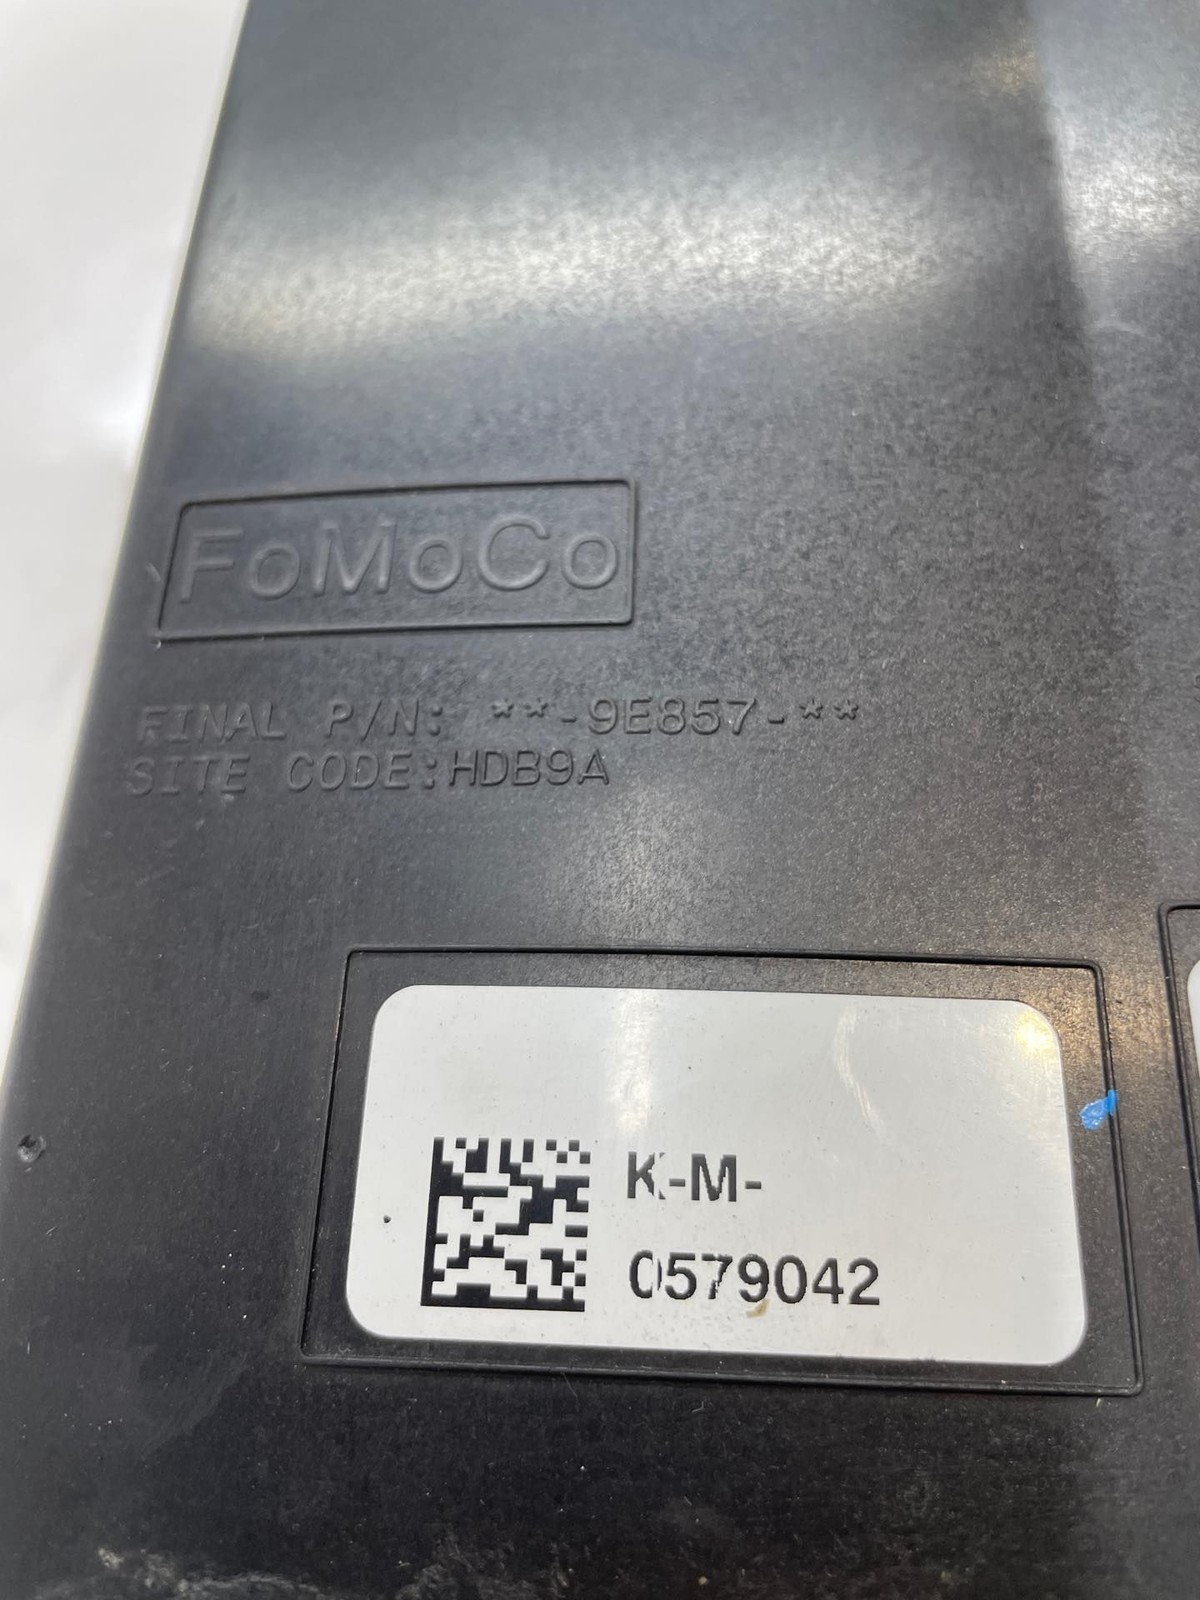 FoMoCo
FINAL P/N: **-9E857-**
SITE CODE:HDB9A
K-M-
0579042